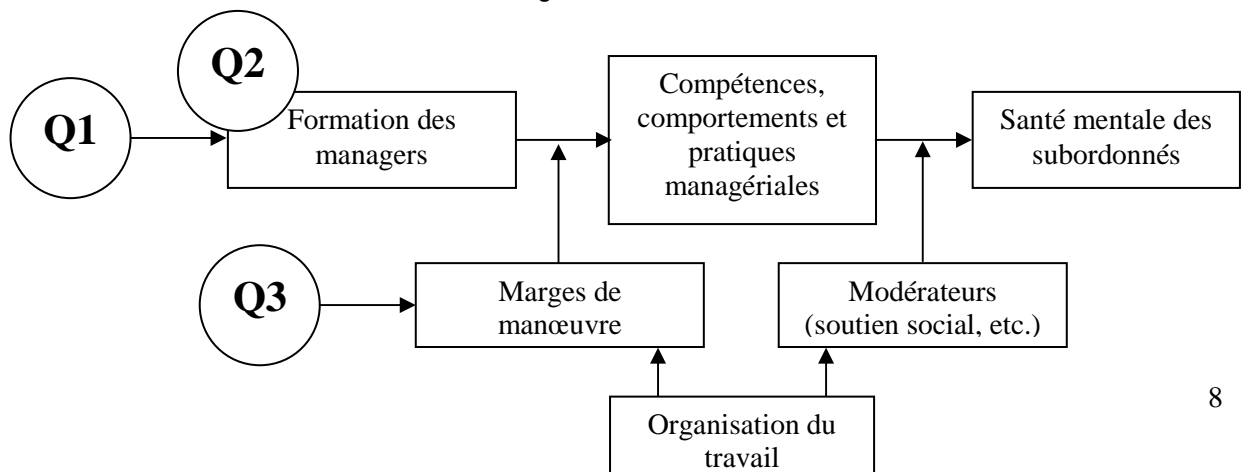 Q2
Q1
Formation des
managers
Compétences,
comportements et
pratiques
managériales
Santé mentale des
subordonnés
Q3
Marges de
manœuvre
Modérateurs
(soutien social, etc.)
8
Organisation du
travail